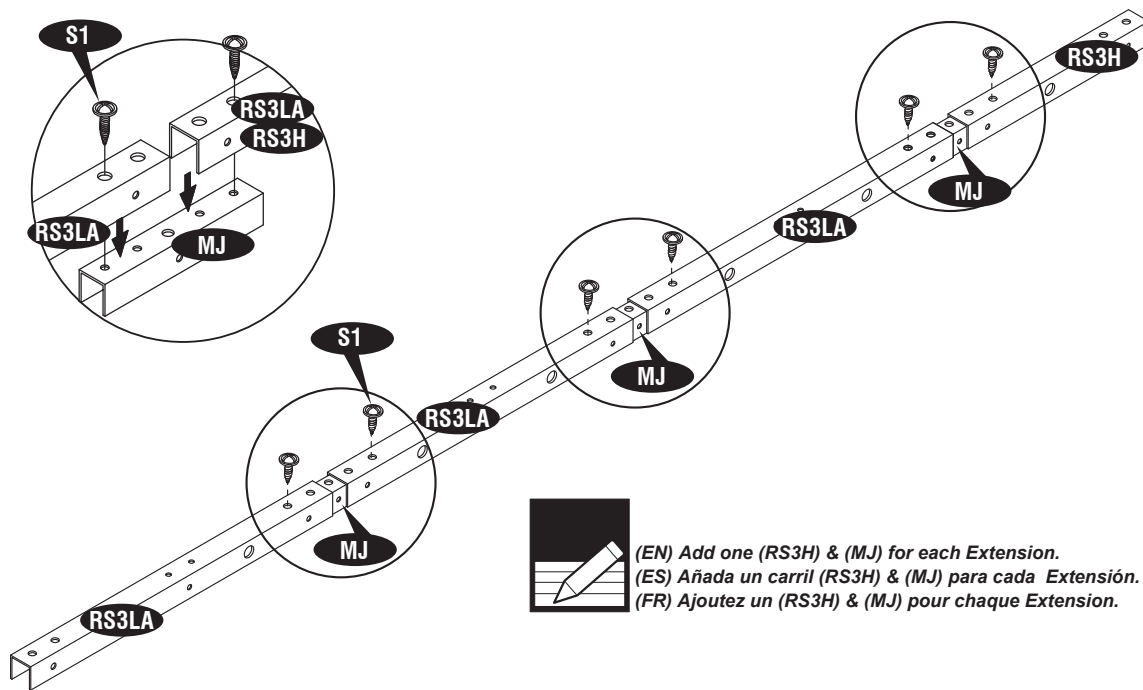 S1
RS3LA
RS3H
RS3LA
MJ
RS3H
MJ
RS3LA
MJ
S1
RS3LA
MJ
RS3LA
(EN) Add one (RS3H) & (MJ) for each Extension.
(ES) Añada un carril (RS3H) & (MJ) para cada Extensión.
(FR) Ajoutez un (RS3H) & (MJ) pour chaque Extension.